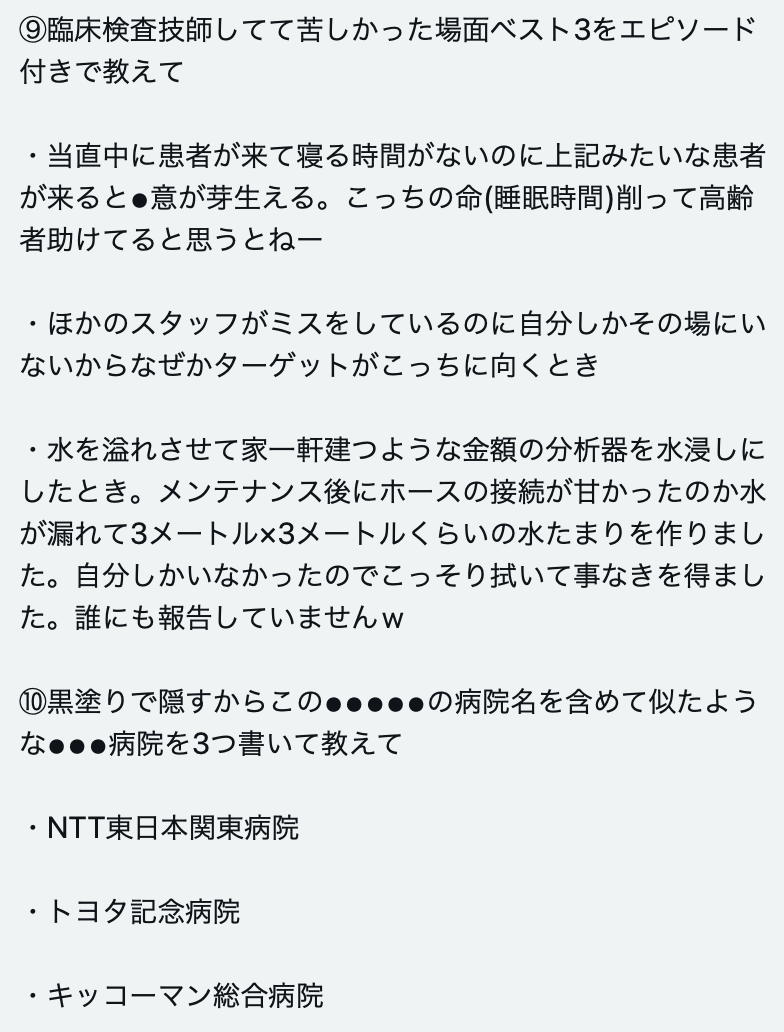 ⑨臨床検査技師してて苦しかった場面ベスト3をエピソード
付きで教えて
・当直中に患者が来て寝る時間がないのに上記みたいな患者
が来ると●意が芽生える。こっちの命(睡眠時間)削って高齢
者助けてると思うとねー
・ほかのスタッフがミスをしているのに自分しかその場にい
ないからなぜかターゲットがこっちに向くとき
・水を溢れさせて家一軒建つような金額の分析器を水浸しに
したとき。メンテナンス後にホースの接続が甘かったのか水
が漏れて3メートル×3メートルくらいの水たまりを作りまし
た。自分しかいなかったのでこっそり拭いて事なきを得まし
た。誰にも報告していませんｗ
⑩黒塗りで隠すからこの●●●●●の病院名を含めて似たよう
な●●●病院を3つ書いて教えて
・NTT東日本関東病院
・トヨタ記念病院
・キッコーマン総合病院